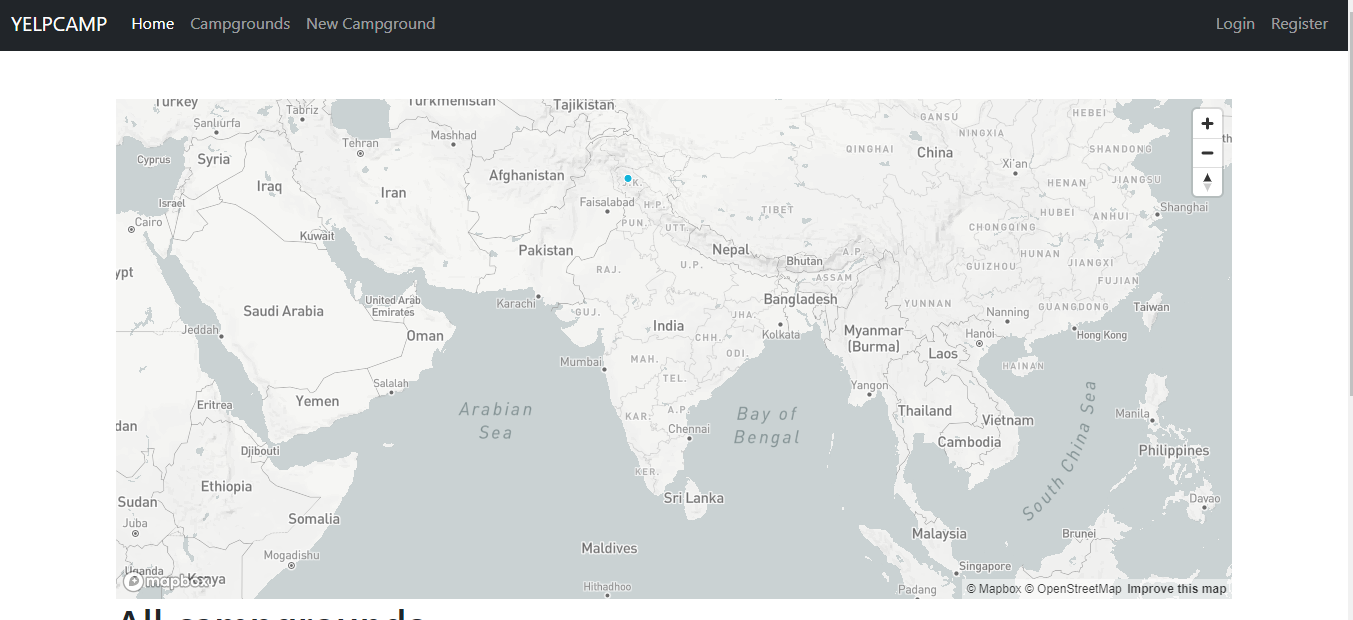 YELPCAMP Home Campgrounds New Campground Login Register
Turkey
Turkmenistan
Tajikistan
Tabriz
Şanlıurfa
Mashhad
Tehran
Cyprus
Syria
Iraq
Iran
Afghanistan
J.K.
GANSU
HEBEI
NINGXIA
QINGHAI
China
SHANDONG
Xi'an
HENAN
JIANGSU
th
Israel
Faisalabad
H.P.
TIBET
HUBEI
ANHUI
Shanghai
Cairo
Kuwait
PUN.
UTT.
CHONGQING
Pakistan
Nepal
Bhutan
A.P.
HUNAN
JIANGXI
GUIZHOU
ypt
RAJ.
U.P.
ASSAM
FUJIAN
United Arab
Emirates
Karachi
Bangladesh
YUNNAN
GUANGDONG
Taiwan
Saudi Arabia
GUJ.
JHA.
Nanning
Jeddah
Oman
India
CHH.
Kolkata
Myanmar
(Burma)
Hanoi
Hong Kong
Mumbai
MAH.
ODI.
Laos
HAINAN
Salalah
TEL.
Yangon
Eritrea
Yemen
Arabian
Sea
KAR.
A.P.
Bay of
Bengal
Thailand
Vietnam
Manila
dan
Chennai
Cambodia
South China Sea
Philippines
Djibouti
KER.
Ethiopia
Sri Lanka
Davao
Sudan
Somalia
Juba
Malaysia
Brunei
Mogadishu
Maldives
Uganda
Kenya
mapbox
Hithadhoo
Singapore
Padang
© Mapbox © OpenStreetMap Improve this map
All campgrounds